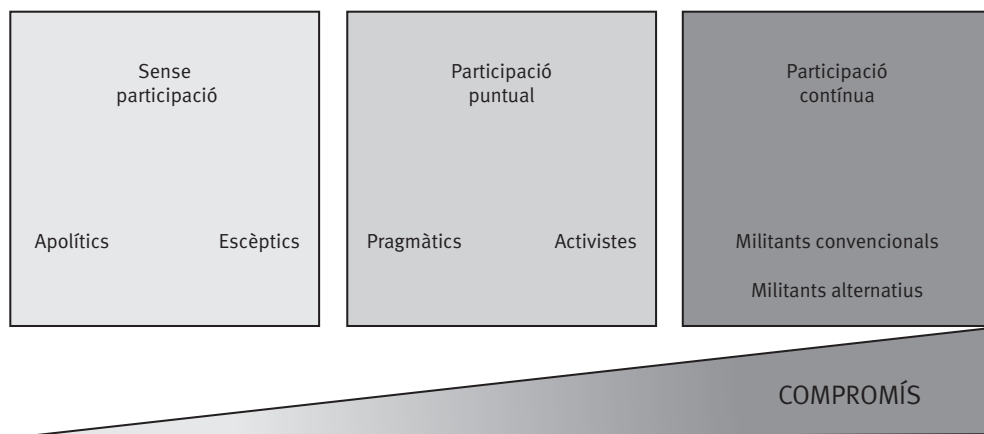 Sense
participació
Apolítics Escèptics
Participació
puntual
Pragmàtics Activistes
Participació
contínua
Militants convencionals
Militants alternatius
COMPROMÍS